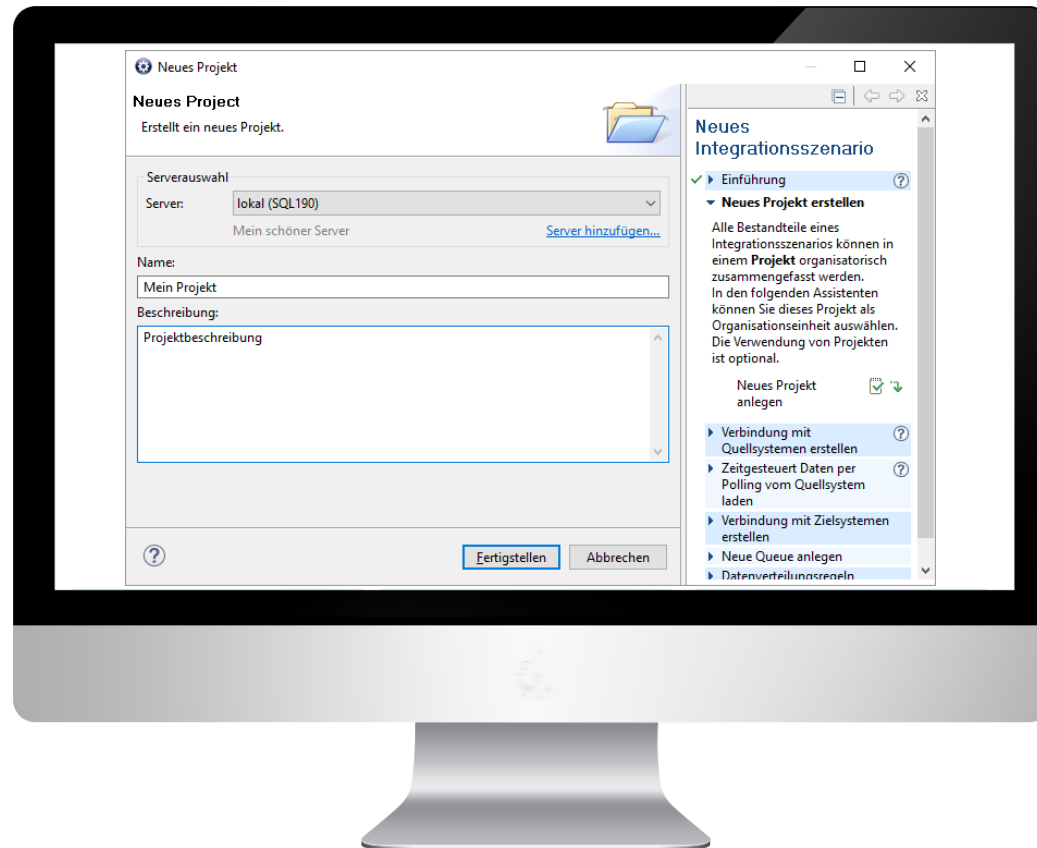 Neues Projekt
Neues Project
Erstellt ein neues Projekt.
Serverauswahl
Server:
lokal (SQL190)
Mein schöner Server
Server hinzufügen...
Name:
Mein Projekt
Beschreibung:
Projektbeschreibung
Fertigstellen
Abbrechen
Neues
Integrationsszenario
Einführung
Neues Projekt erstellen
Alle Bestandteile eines
Integrationsszenarios können in
einem Projekt organisatorisch
zusammengefasst werden.
In den folgenden Assistenten
können Sie dieses Projekt als
Organisationseinheit auswählen.
Die Verwendung von Projekten
ist optional.
Neues Projekt
anlegen
Verbindung mit
Quellsystemen erstellen
Zeitgesteuert Daten per
Polling vom Quellsystem
laden
Verbindung mit Zielsystemen
erstellen
Neue Queue anlegen
Datenverteilungsregeln